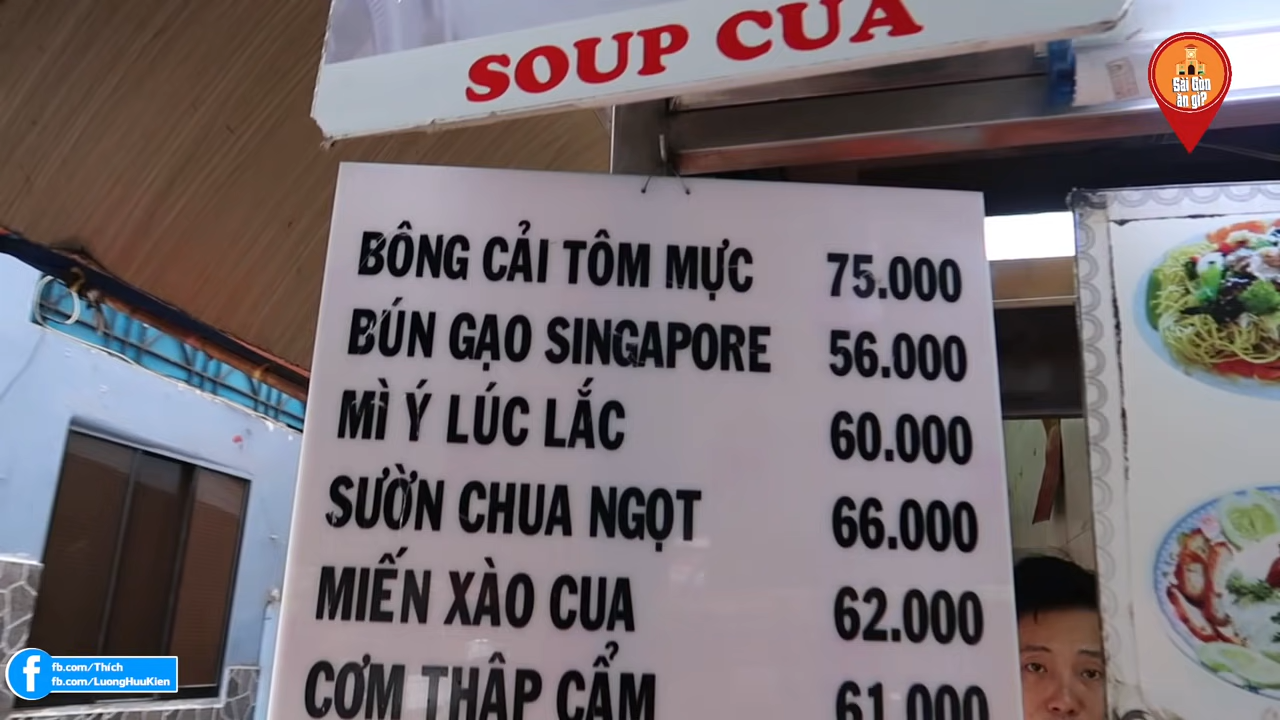 SOUP CUA
Sài Gòn
ăn gì?
BÔNG CẢI TÔM MỰC 75.000
BÚN GẠO SINGAPORE 56.000
MÌ Ý LÚC LẮC 60.000
SƯỜN CHUA NGỌT 66.000
MIẾN XÀO CUA 62.000
CƠM THẬP CẨM 61.000
fb.com/Thích
fb.com/LuongHuuKien